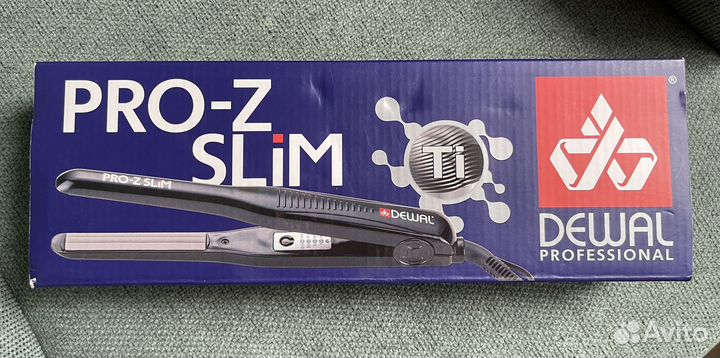 PRO-Z
SLiM
Ti
PRO-Z SLiM
DEWAL
®
DEWAL
PROFESSIONAL
Avito